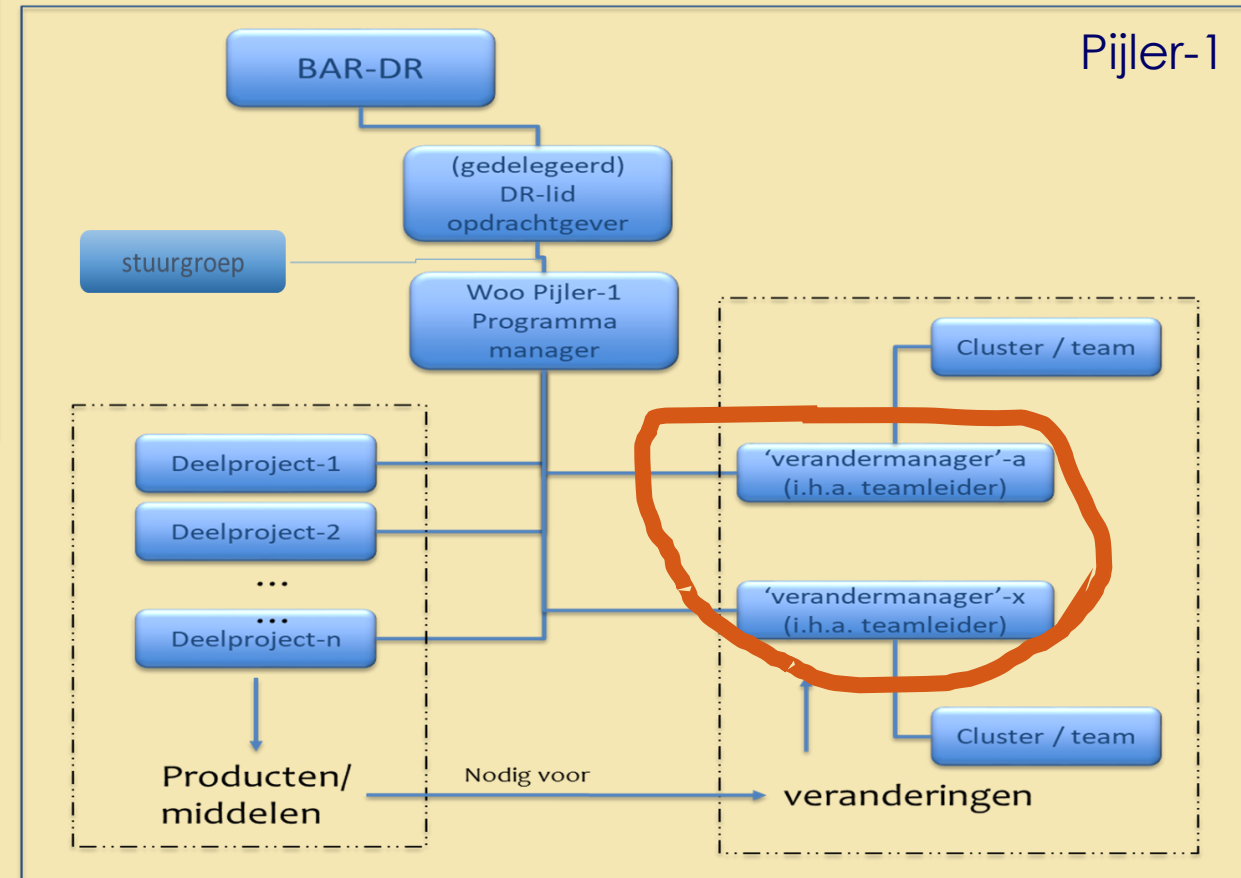 Pijler-1
BAR-DR
(gedelegeerd)
DR-lid
opdrachtgever
stuurgroep
Woo Pijler-1
Programma
manager
Cluster / team
Deelproject-1
'verandermanager'-a
(i.h.a. teamleider)
Deelproject-2
...
'verandermanager'-x
(i.h.a. teamleider)
...
Deelproject-n
Cluster / team
Producten/
middelen
Nodig voor
veranderingen